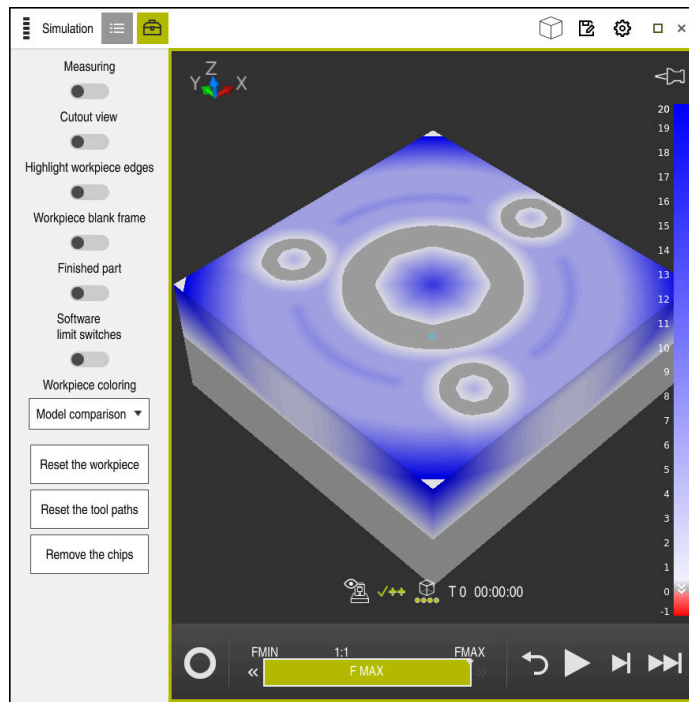 Simulation
Measuring
Cutout view
Highlight workpiece edges
Workpiece blank frame
Finished part
Software
limit switches
Workpiece coloring
Model comparison
Reset the workpiece
Reset the tool paths
Remove the chips
Z
Y
X
20
19
18
17
16
15
14
13
12
11
10
9
8
7
6
5
4
3
2
1
0
-1
T 0 00:00:00
FMIN 1:1 FMAX
F MAX